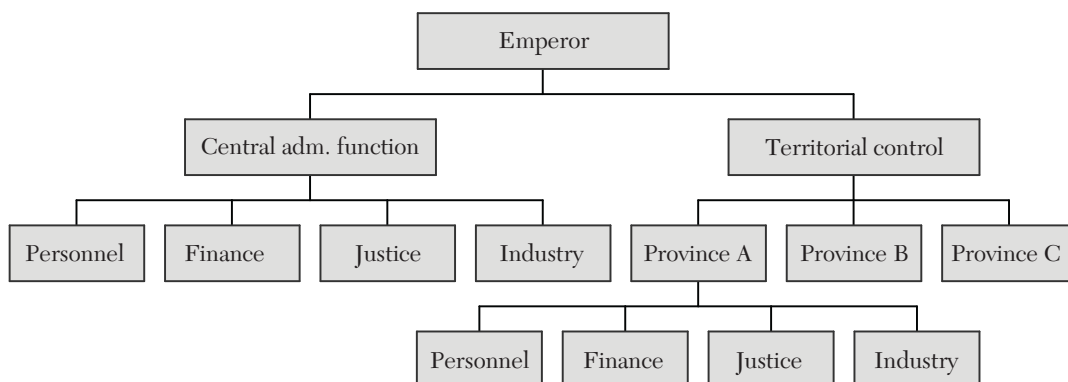 Emperor
Central adm. function
Territorial control
Personnel
Finance
Justice
Industry
Province A
Province B
Province C
Personnel
Finance
Justice
Industry